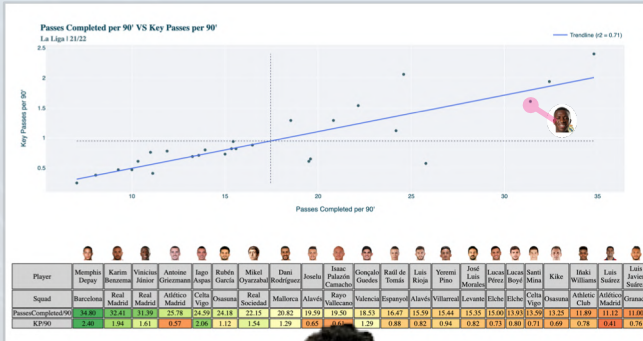 Passes Completed per 90' VS Key Passes per 90'
La Liga | 21/22
Trendline (r2 = 0.71)
2.5
2
1.5
1
0.5
Key Passes per 90'
10 15 20 25 30 35
Passes Completed per 90'
Player Memphis Depay Karim Benzema Vinicius Júnior Antoine Griezmann Iago Aspas Rubén García Mikel Oyarzabal Dani Rodríguez Joselu Isaac Palazón Camacho Gonçalo Guedes Raúl de Tomás Luis Rioja Yeremi Pino José Luis Morales Lucas Pérez Lucas Boyé Santi Mina Kike Iñaki Williams Luis Suárez Luis Javier Suárez
Squad Barcelona Real Madrid Real Madrid Atlético Madrid Celta Vigo Osasuna Real Sociedad Mallorca Alavés Rayo Vallecano Valencia Espanyol Alavés Villarreal Levante Elche Elche Celta Vigo Osasuna Athletic Club Atlético Madrid
PassesCompleted/90 34.80 32.41 31.39 25.78 24.59 24.18 22.15 20.82 19.59 19.50 18.53 16.47 15.59 15.44 15.35 15.00 13.93 13.59 13.25 11.89 11.12 11.00
KP/90 2.40 1.94 1.61 0.57 2.06 1.12 1.54 1.29 0.65 0.61 1.29 0.88 0.82 0.94 0.82 0.73 0.80 0.71 0.69 0.78 0.41 0.76